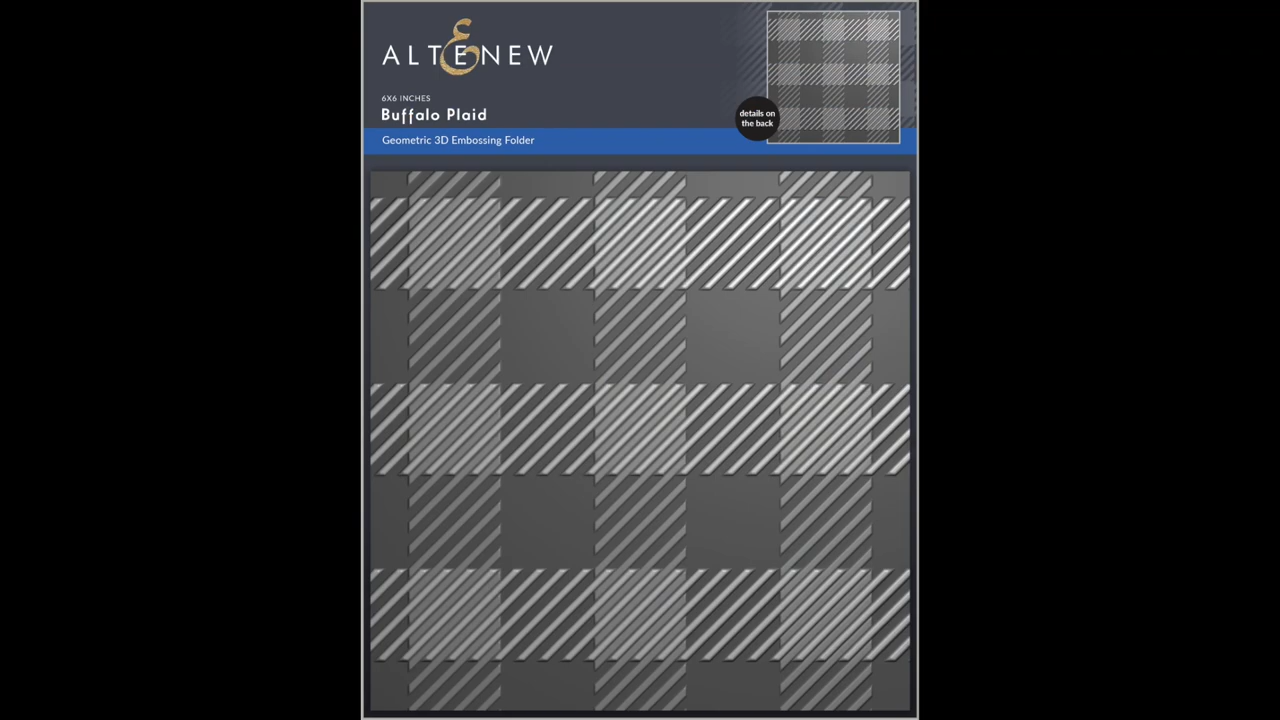 ALTENEW
6X6 INCHES
Buffalo Plaid
details on
the back
Geometric 3D Embossing Folder